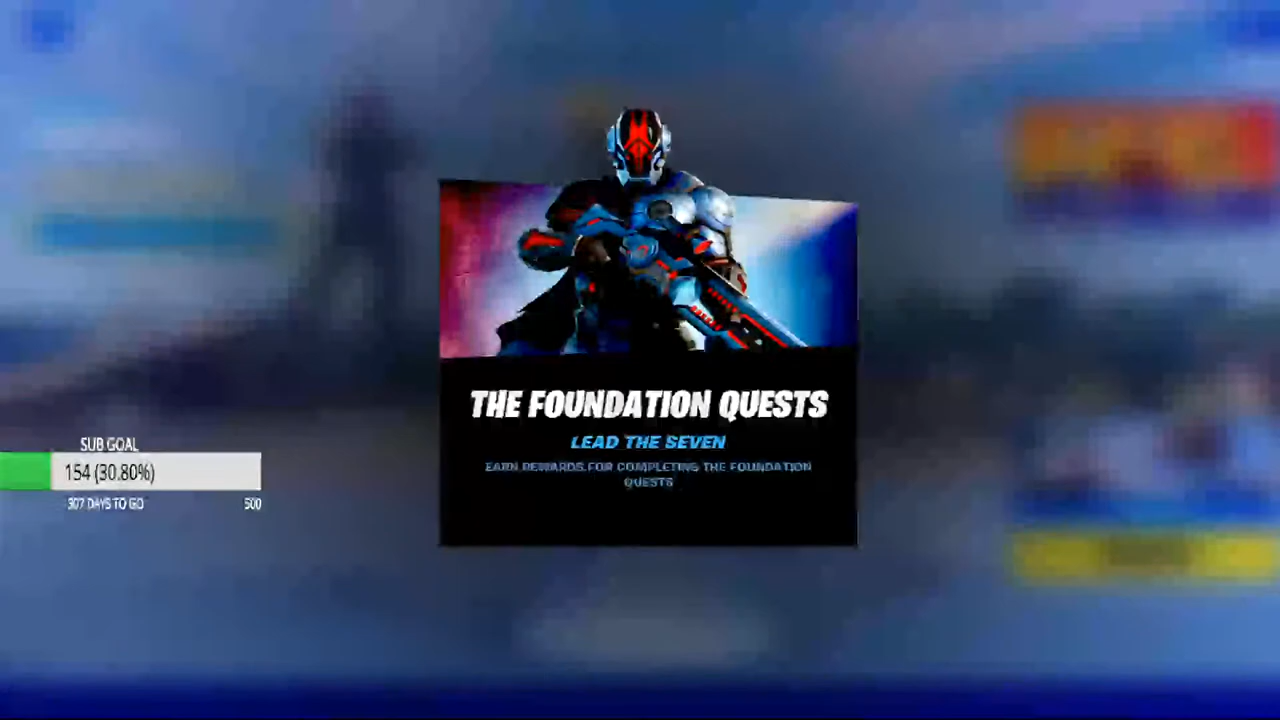 THE FOUNDATION QUESTS
LEAD THE SEVEN
EARN REWARDS FOR COMPLETING THE FOUNDATION
QUESTS
SUB GOAL
154 (30.80%)
307 DAYS TO GO 500